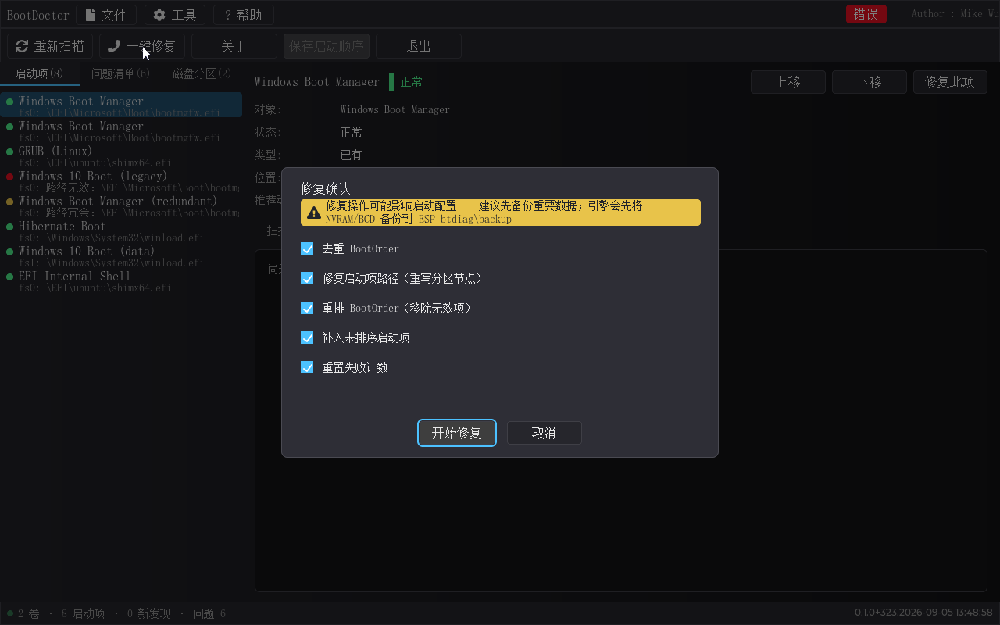 BootDoctor 文件 工具 ? 帮助 错误 Author : Mike Wu
重新扫描 一键修复 关于 保存启动顺序 退出
启动项(8) 问题清单(6) 磁盘分区(2)
Windows Boot Manager 正常 上移 下移 修复此项
Windows Boot Manager
fs0: \EFI\Microsoft\Boot\bootmgfw.efi
Windows Boot Manager
fs0: \EFI\Microsoft\Boot\bootmgfw.efi
GRUB (Linux)
fs0: \EFI\ubuntu\shimx64.efi
Windows 10 Boot (legacy)
fs0: 路径无效：\EFI\Microsoft\Boot\bootm
Windows Boot Manager (redundant)
fs0: 路径冗余：\EFI\Microsoft\Boot\bootm
Hibernate Boot
fs0: \Windows\System32\winload.efi
Windows 10 Boot (data)
fs1: \Windows\System32\winload.efi
EFI Internal Shell
fs0: \EFI\ubuntu\shimx64.efi
对象: Windows Boot Manager
状态: 正常
类型: 已有
位置:
推荐
扫
尚
修复确认
修复操作可能影响启动配置——建议先备份重要数据；引擎会先将
NVRAM/BCD 备份到 ESP btdiag\backup
去重 BootOrder
修复启动项路径（重写分区节点）
重排 BootOrder（移除无效项）
补入未排序启动项
重置失败计数
开始修复 取消
2 卷 · 8 启动项 · 0 新发现 · 问题 6
0.1.0+323.2026-09-05 13:48:58